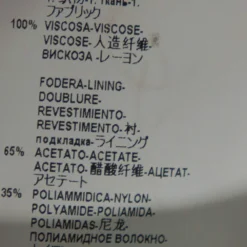 ファブリック
100% VISCOSA-VISCOSE-
VISCOSE-人造纤维-
ВИСКОЗА -レーヨン
FODERA-LINING-
DOUBLURE-
REVESTIMIENTO-
REVESTIMENTO-衬-
подкладка-ライニング
65% ACETATO-ACETATE-
ACETATO-醋酸纤维-АЦЕТАТ-
アセテート
35% POLIAMMIDICA-NYLON-
POLYAMIDE-POLIAMIDA-
POLIAMIDAS-尼龙-
ПОЛИАМИДНОЕ ВОЛОКНО-